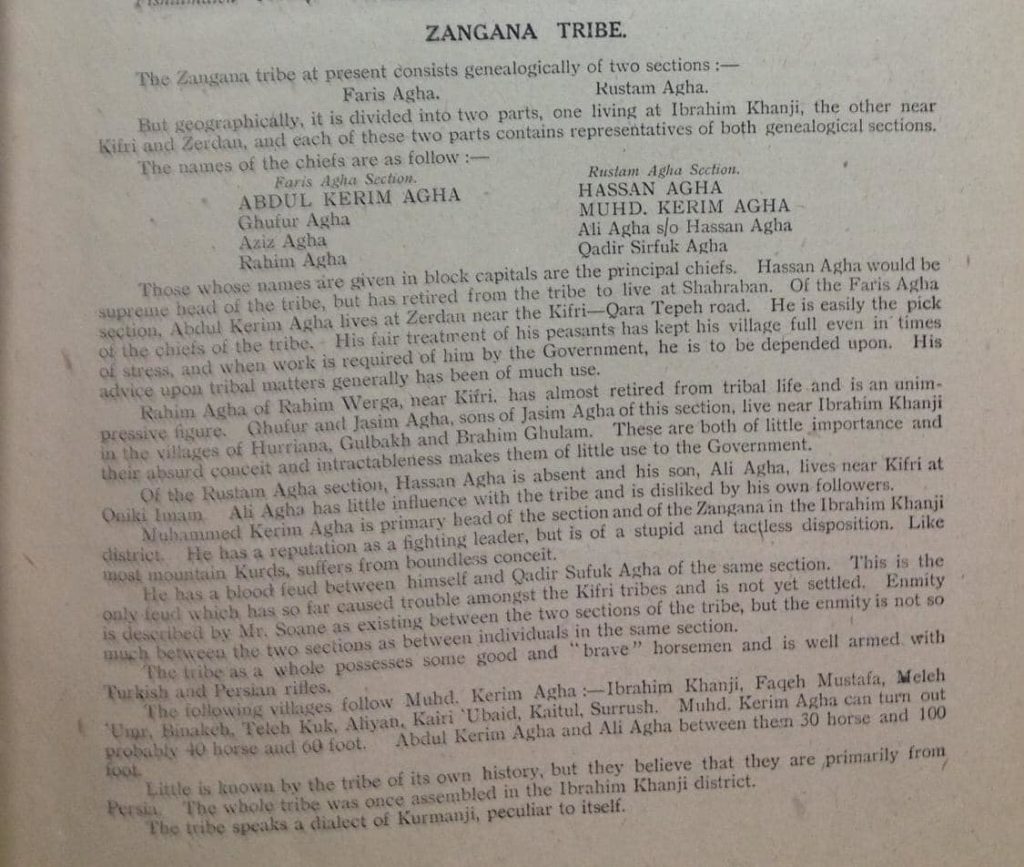 ZANGANA TRIBE.
The Zangana tribe at present consists genealogically of two sections :—
Faris Agha. Rustam Agha.
But geographically, it is divided into two parts, one living at Ibrahim Khanji, the other near
Kifri and Zerdan, and each of these two parts contains representatives of both genealogical sections.
The names of the chiefs are as follow :—
Faris Agha Section. Rustam Agha Section.
ABDUL KERIM AGHA HASSAN AGHA
Ghufur Agha MUHD. KERIM AGHA
Aziz Agha Ali Agha s/o Hassan Agha
Rahim Agha Qadir Sirfuk Agha
Those whose names are given in block capitals are the principal chiefs. Hassan Agha would be
supreme head of the tribe, but has retired from the tribe to live at Shahraban. Of the Faris Agha
section, Abdul Kerim Agha lives at Zerdan near the Kifri—Qara Tepeh road. He is easily the pick
of the chiefs of the tribe. His fair treatment of his peasants has kept his village full even in times
of stress, and when work is required of him by the Government, he is to be depended upon. His
advice upon tribal matters generally has been of much use.
Rahim Agha of Rahim Werga, near Kifri, has almost retired from tribal life and is an unim-
pressive figure. Ghufur and Jasim Agha, sons of Jasim Agha of this section, live near Ibrahim Khanji
in the villages of Hurriana, Gulbakh and Brahim Ghulam. These are both of little importance and
their absurd conceit and intractableness makes them of little use to the Government.
Of the Rustam Agha section, Hassan Agha is absent and his son, Ali Agha, lives near Kifri at
Oniki Imam Ali Agha has little influence with the tribe and is disliked by his own followers.
Muhammed Kerim Agha is primary head of the section and of the Zangana in the Ibrahim Khanji
district. He has a reputation as a fighting leader, but is of a stupid and tactless disposition. Like
most mountain Kurds, suffers from boundless conceit.
He has a blood feud between himself and Qadir Sufuk Agha of the same section. This is the
only feud which has so far caused trouble amongst the Kifri tribes and is not yet settled. Enmity
is described by Mr. Soane as existing between the two sections of the tribe, but the enmity is not so
much between the two sections as between individuals in the same section.
The tribe as a whole possesses some good and "brave" horsemen and is well armed with
Turkish and Persian rifles.
The following villages follow Muhd. Kerim Agha :—Ibrahim Khanji, Faqeh Mustafa, Meleh
'Umr, Binakeh, Teleh Kuk, Aliyan, Kairi 'Ubaid, Kaitul, Surrush. Muhd. Kerim Agha can turn out
probably 40 horse and 60 foot. Abdul Kerim Agha and Ali Agha between them 30 horse and 100
foot.
Little is known by the tribe of its own history, but they believe that they are primarily from
Persia. The whole tribe was once assembled in the Ibrahim Khanji district.
The tribe speaks a dialect of Kurmanji, peculiar to itself.